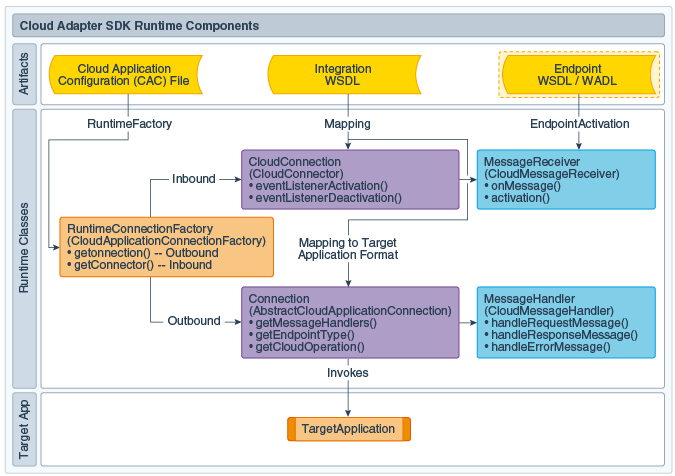 Cloud Adapter SDK Runtime Components
Artifacts
Cloud Application
Configuration (CAC) File
Integration
WSDL
Endpoint
WSDL / WADL
Runtime Classes
RuntimeFactory
Mapping
EndpointActivation
Inbound
CloudConnection
(CloudConnector)
• eventListenerActivation()
• eventListenerDeactivation()
MessageReceiver
(CloudMessageReceiver)
• onMessage()
• activation()
RuntimeConnectionFactory
(CloudApplicationConnectionFactory)
• getonnection() -- Outbound
• getConnector() -- Inbound
Mapping to Target
Application Format
Outbound
Connection
(AbstractCloudApplicationConnection)
• getMessageHandlers()
• getEndpointType()
• getCloudOperation()
MessageHandler
(CloudMessageHandler)
• handleRequestMessage()
• handleResponseMessage()
• handleErrorMessage()
Invokes
Target App
TargetApplication